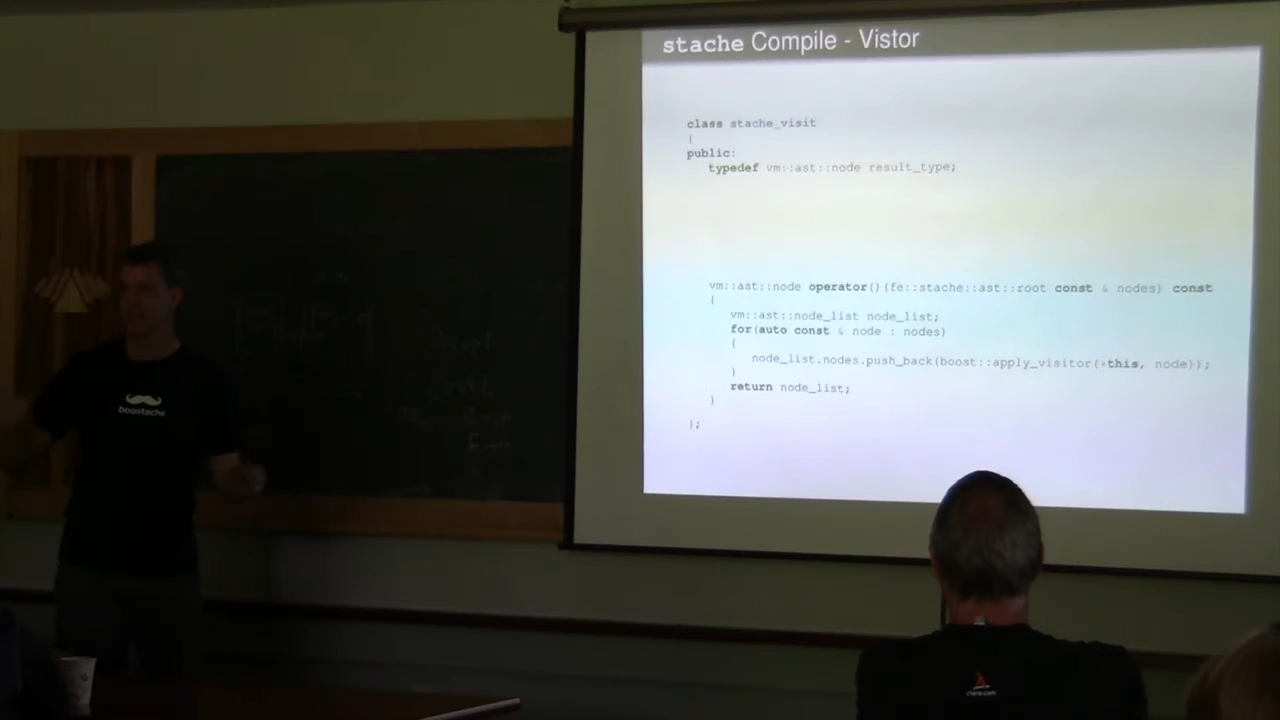 stache Compile - Vistor
class stache_visit
{
public:
typedef vm::ast::node result_type;
vm::ast::node operator()(fe::stache::ast::root const & nodes) const
{
vm::ast::node_list node_list;
for(auto const & node : nodes)
{
node_list.nodes.push_back(boost::apply_visitor(*this, node));
}
return node_list;
}
};
boostache